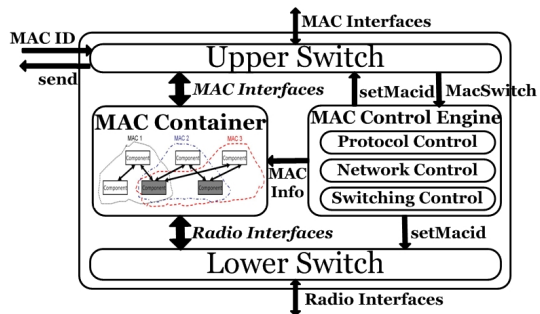 MAC Interfaces
MAC ID
Upper Switch
send
MAC Interfaces
setMacid
MacSwitch
MAC Container
MAC Control Engine
MAC 1
MAC 2
MAC 3
Component
Component
Component
Component
Component
Component
Protocol Control
Network Control
Switching Control
MAC
Info
Radio Interfaces
setMacid
Lower Switch
Radio Interfaces